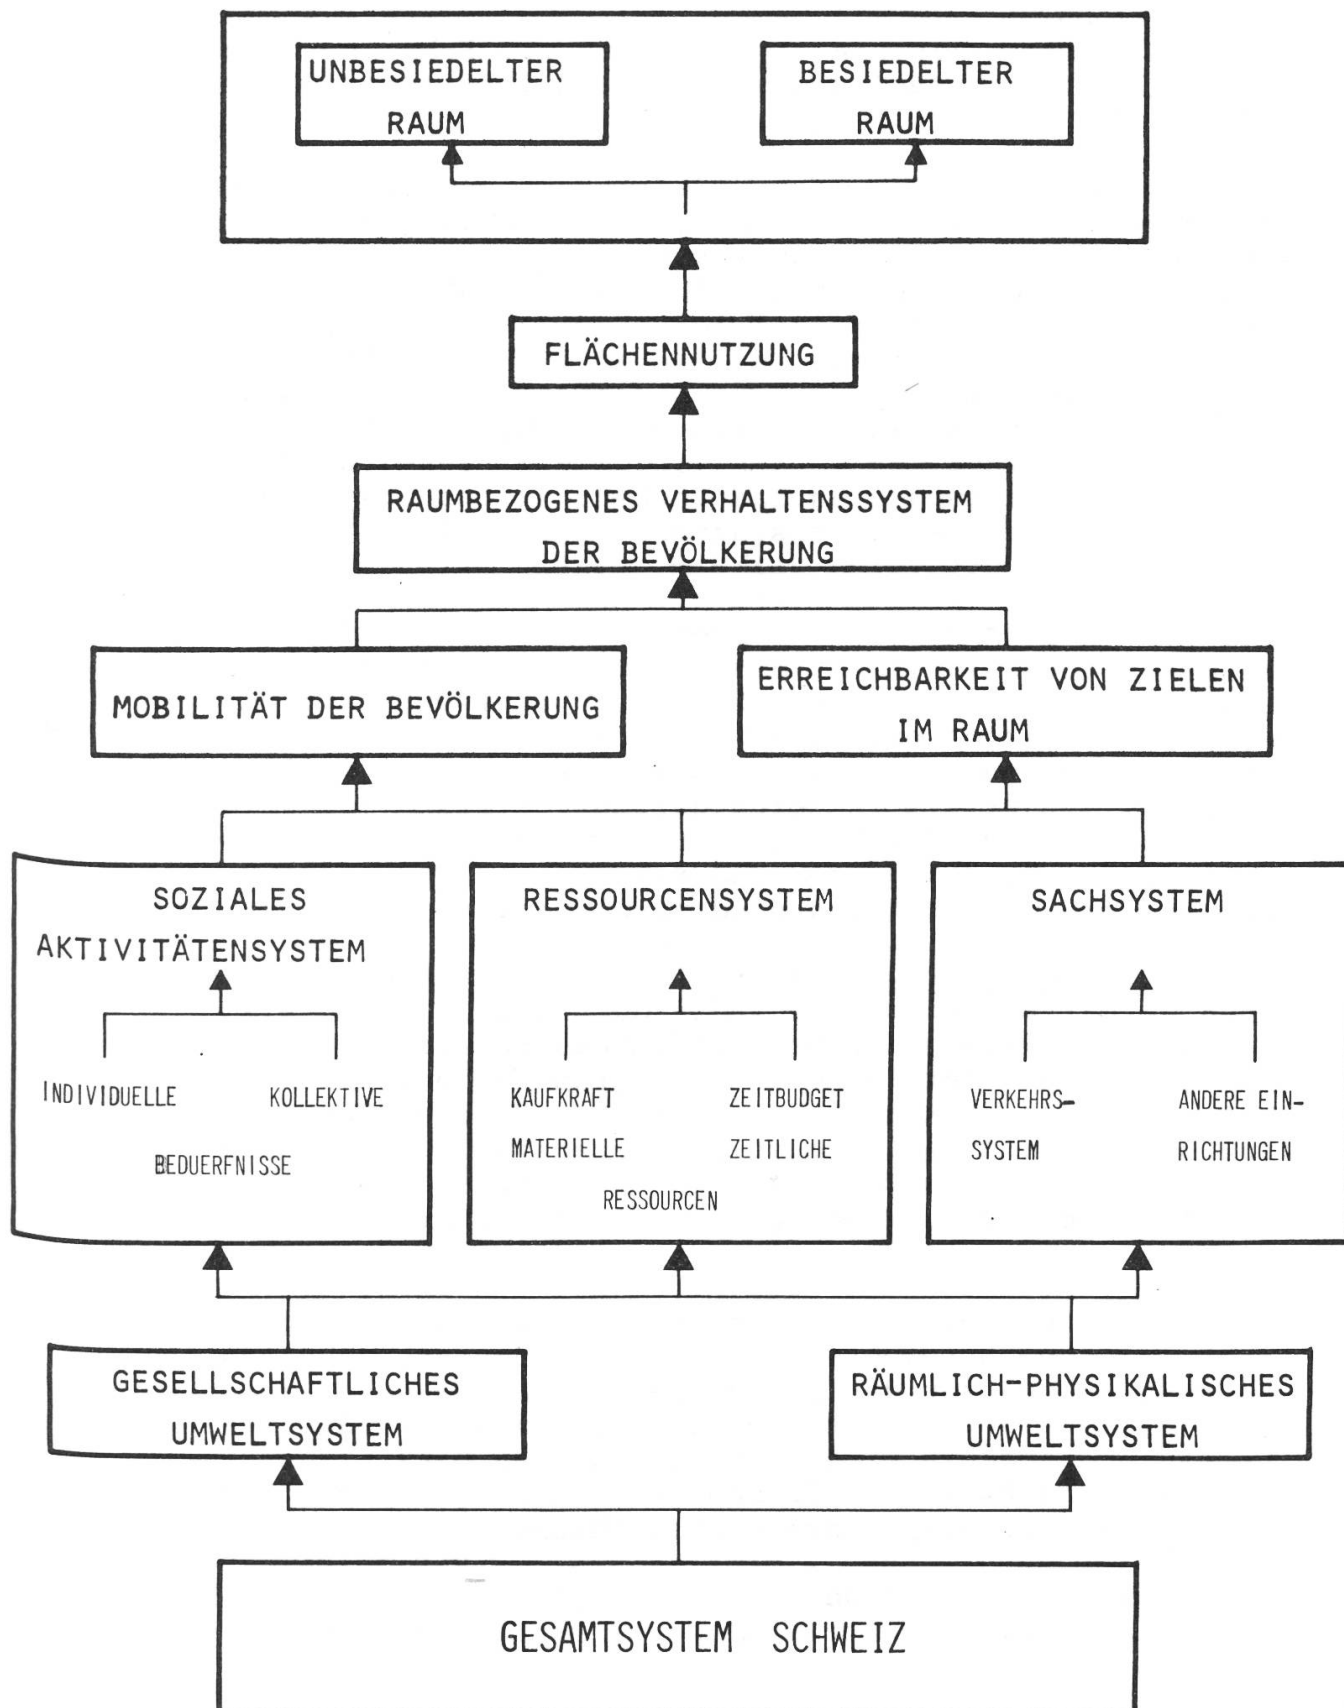 UNBESIEDELTER
RAUM
BESIEDELTER
RAUM
FLÄCHENNUTZUNG
RAUMBEZOGENES VERHALTENSSYSTEM
DER BEVÖLKERUNG
MOBILITÄT DER BEVÖLKERUNG
ERREICHBARKEIT VON ZIELEN
IM RAUM
SOZIALES
AKTIVITÄTENSYSTEM
INDIVIDUELLE
KOLLEKTIVE
BEDUERFNISSE
RESSOURCENSYSTEM
KAUFKRAFT
ZEITBUDGET
MATERIELLE
ZEITLICHE
RESSOURCEN
SACHSYSTEM
VERKEHRS-
SYSTEM
ANDERE EIN-
RICHTUNGEN
GESELLSCHAFTLICHES
UMWELTSYSTEM
RÄUMLICH-PHYSIKALISCHES
UMWELTSYSTEM
GESAMTSYSTEM SCHWEIZ